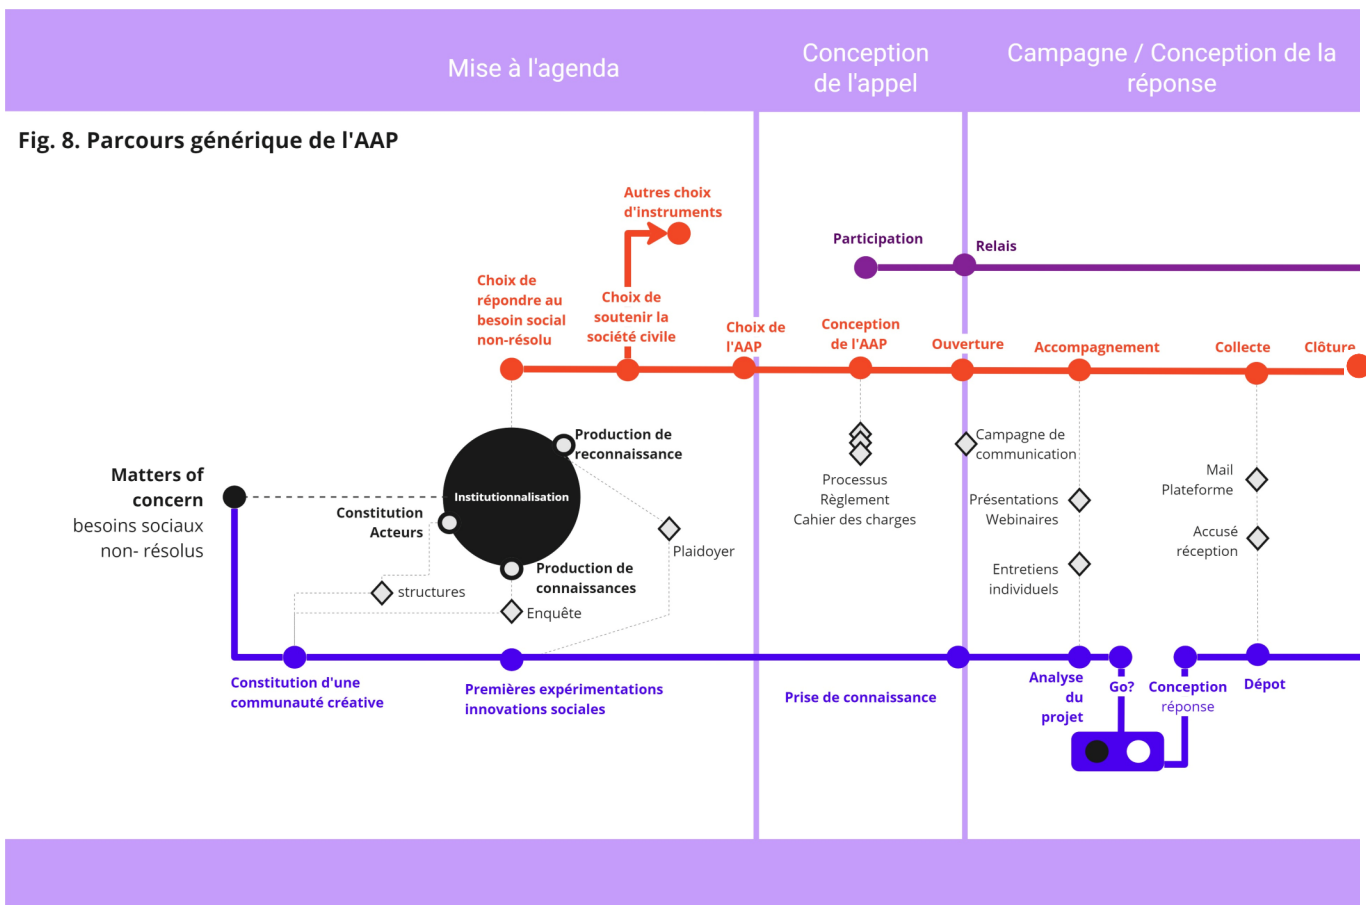 Mise à l'agenda
Conception
de l'appel
Campagne / Conception de la
réponse
Fig. 8. Parcours générique de l'AAP
Autres choix
d'instruments
Participation
Relais
Choix de
répondre au
besoin social
non-résolu
Choix de
soutenir la
société civile
Choix de
l'AAP
Conception
de l'AAP
Ouverture
Accompagnement
Collecte
Clôture
Matters of
concern
besoins sociaux
non- résolus
Institutionnalisation
Production de
reconnaissance
Constitution
Acteurs
Production de
connaissances
structures
Enquête
Plaidoyer
Processus
Règlement
Cahier des charges
Campagne de
communication
Présentations
Webinaires
Entretiens
individuels
Mail
Plateforme
Accusé
réception
Constitution d'une
communauté créative
Premières expérimentations
innovations sociales
Prise de connaissance
Analyse
du
projet
Go?
Conception
réponse
Dépot